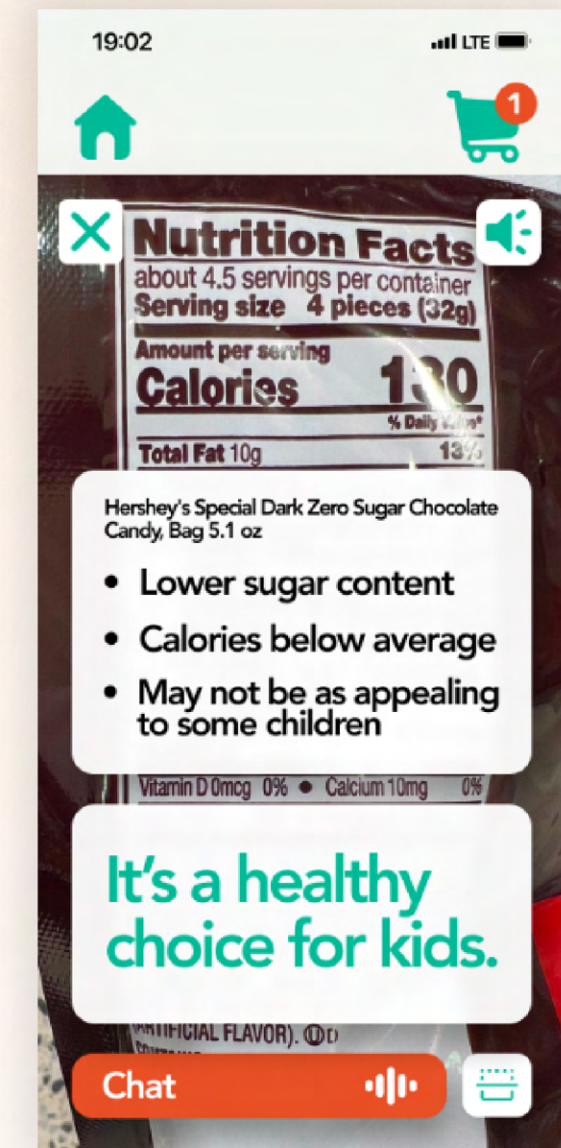 19:02
LTE
1
Nutrition Facts
about 4.5 servings per container
Serving size 4 pieces (32g)
Amount per serving
Calories 130
% Daily Value*
Total Fat 10g 13%
Hershey's Special Dark Zero Sugar Chocolate
Candy, Bag 5.1 oz
• Lower sugar content
• Calories below average
• May not be as appealing
to some children
Vitamin D 0mcg 0% • Calcium 10mg 0%
It's a healthy
choice for kids.
(ARTIFICIAL FLAVOR). Ⓤ D
Chat